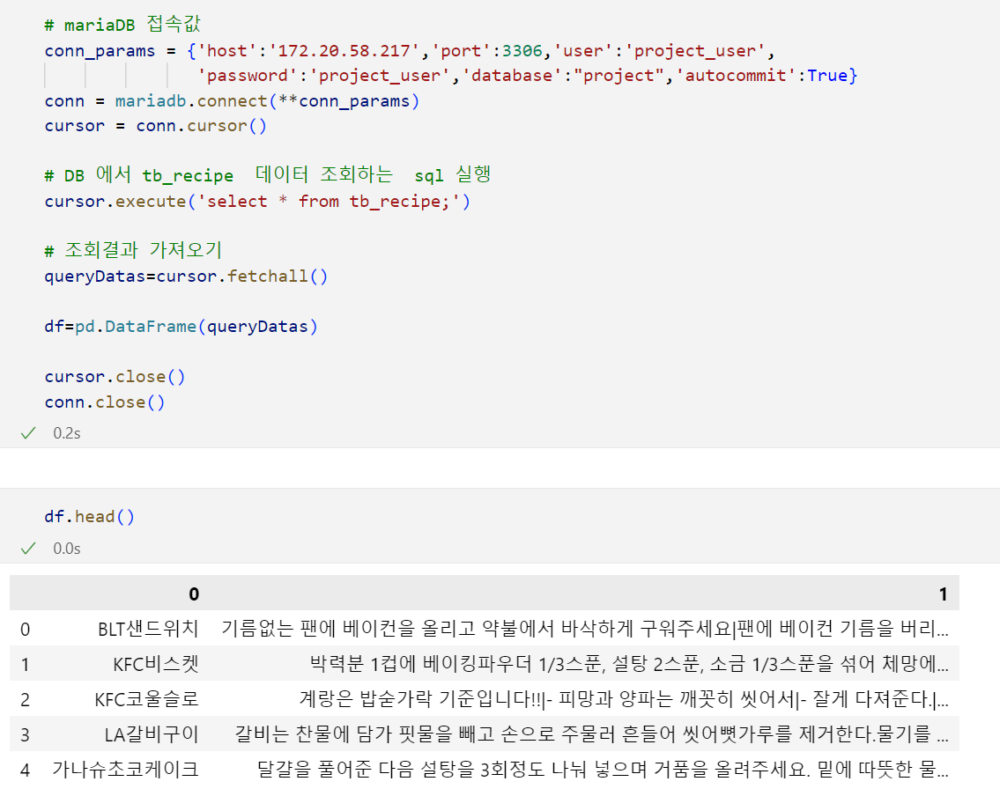 # mariaDB 접속값
conn_params = {'host':'172.20.58.217','port':3306,'user':'project_user',
'password':'project_user','database':"project",'autocommit':True}
conn = mariadb.connect(**conn_params)
cursor = conn.cursor()
# DB 에서 tb_recipe  데이터 조회하는  sql 실행
cursor.execute('select * from tb_recipe;')
# 조회결과 가져오기
queryDatas=cursor.fetchall()
df=pd.DataFrame(queryDatas)
cursor.close()
conn.close()
0.2s
df.head()
0.0s
0 1
0 BLT샌드위치 기름없는 팬에 베이컨을 올리고 약불에서 바삭하게 구워주세요|팬에 베이컨 기름을 버리...
1 KFC비스켓 박력분 1컵에 베이킹파우더 1/3스푼, 설탕 2스푼, 소금 1/3스푼을 섞어 체망에...
2 KFC코울슬로 계랑은 밥숟가락 기준입니다!!|- 피망과 양파는 깨끗히 씻어서|- 잘게 다져준다.|...
3 LA갈비구이 갈비는 찬물에 담가 핏물을 빼고 손으로 주물러 흔들어 씻어뼛가루를 제거한다.물기를 ...
4 가나슈초코케이크 달걀을 풀어준 다음 설탕을 3회정도 나눠 넣으며 거품을 올려주세요. 밑에 따뜻한 물...